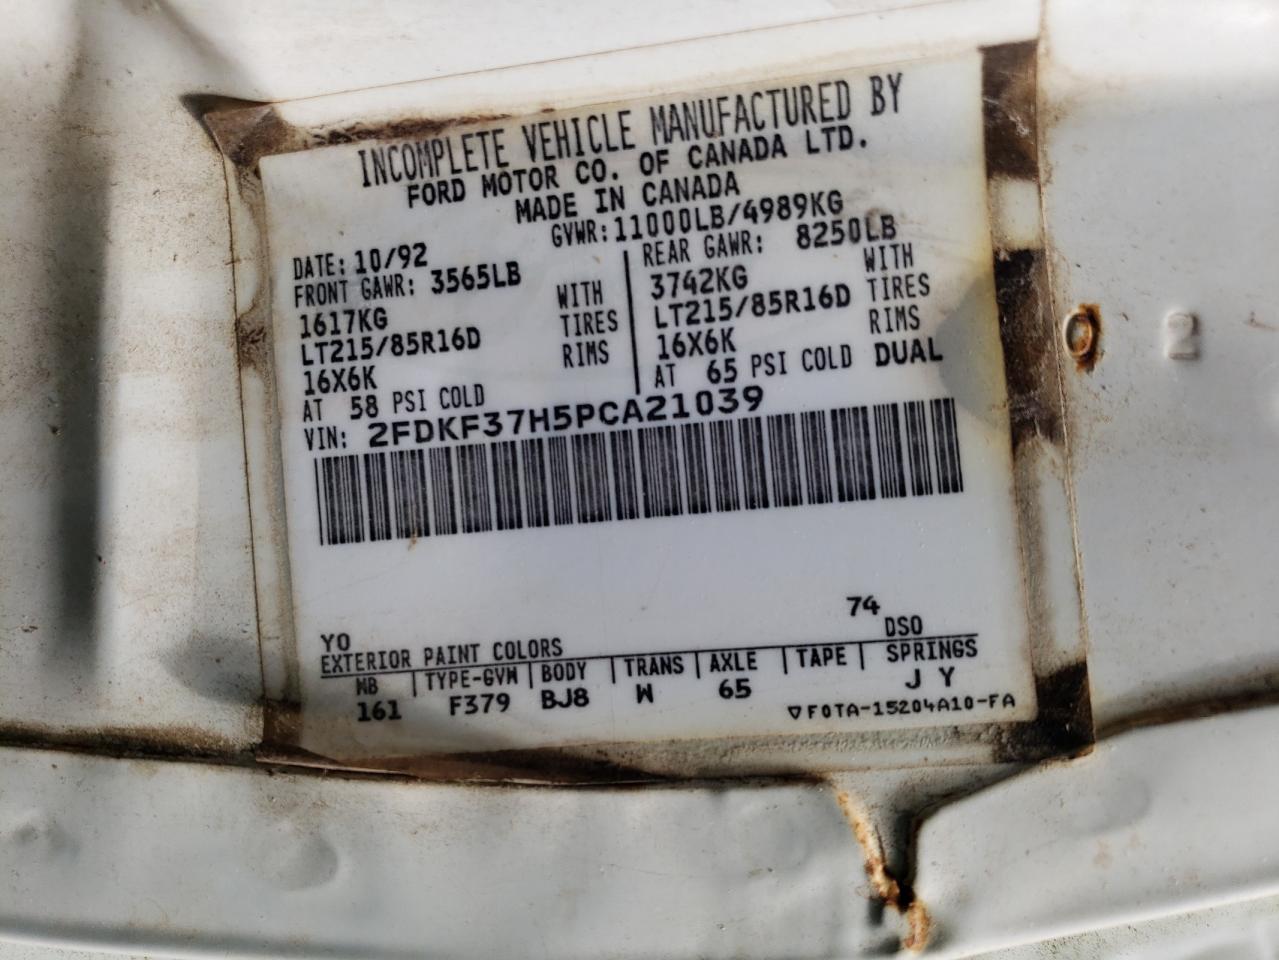 INCOMPLETE VEHICLE MANUFACTURED BY
FORD MOTOR CO. OF CANADA LTD.
MADE IN CANADA
DATE: 10/92 GVWR: 11000LB/4989KG
FRONT GAWR: 3565LB
1617KG WITH
LT215/85R16D TIRES
16X6K RIMS
AT 58 PSI COLD
REAR GAWR: 8250LB
3742KG WITH
LT215/85R16D TIRES
16X6K RIMS
AT 65 PSI COLD DUAL
VIN: 2FDKF37H5PCA21039
74
YO DSO
EXTERIOR PAINT COLORS
WB | TYPE-GVW | BODY | TRANS | AXLE | TAPE | SPRINGS
161 F379 BJ8 W 65 J Y
▽F0TA-15204A10-FA
2